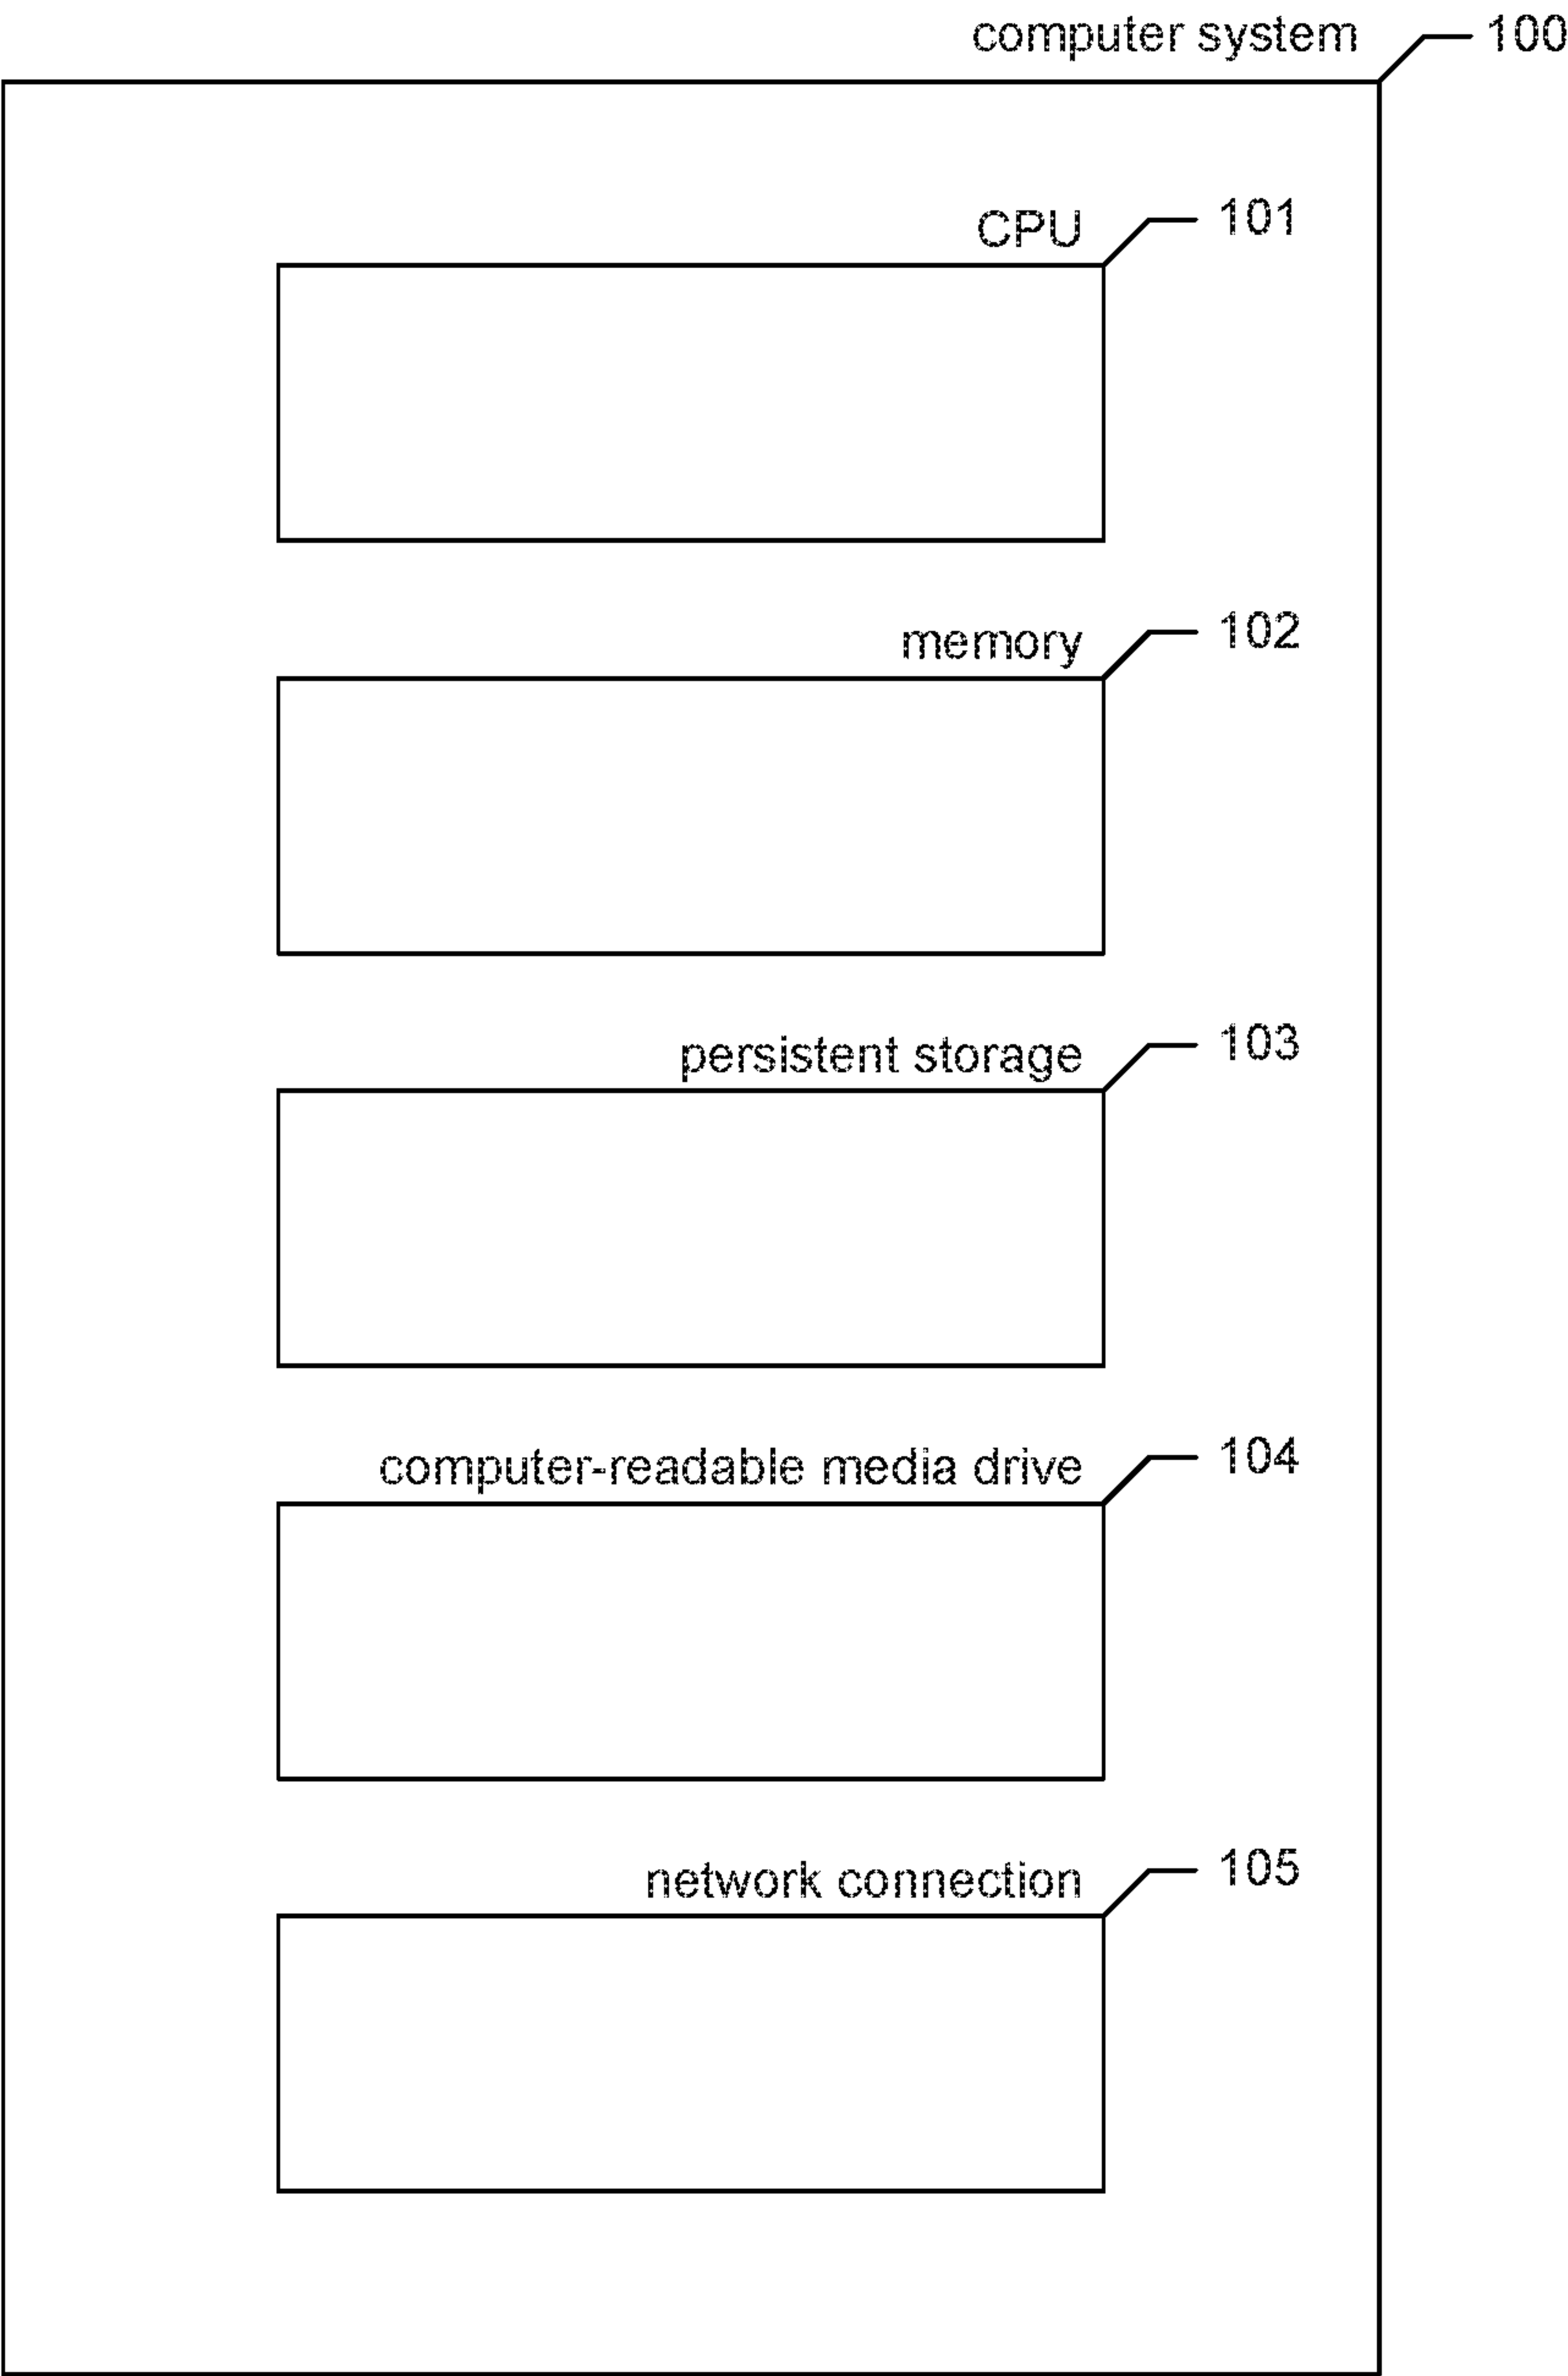 computer system 100
CPU 101
memory 102
persistent storage 103
computer-readable media drive 104
network connection 105